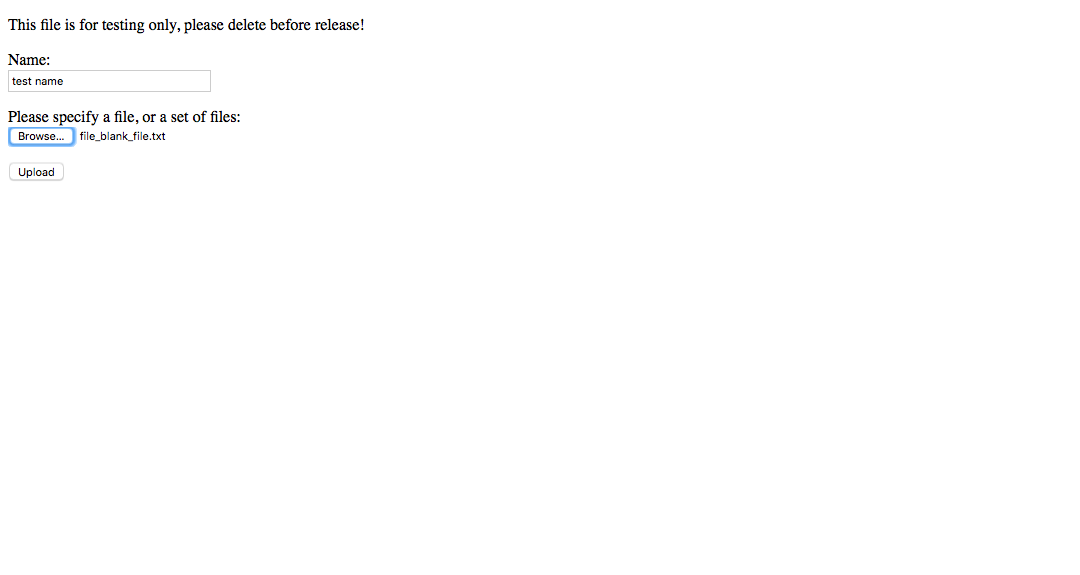 This file is for testing only, please delete before release!
Name:
test name
Please specify a file, or a set of files:
Browse... file_blank_file.txt
Upload